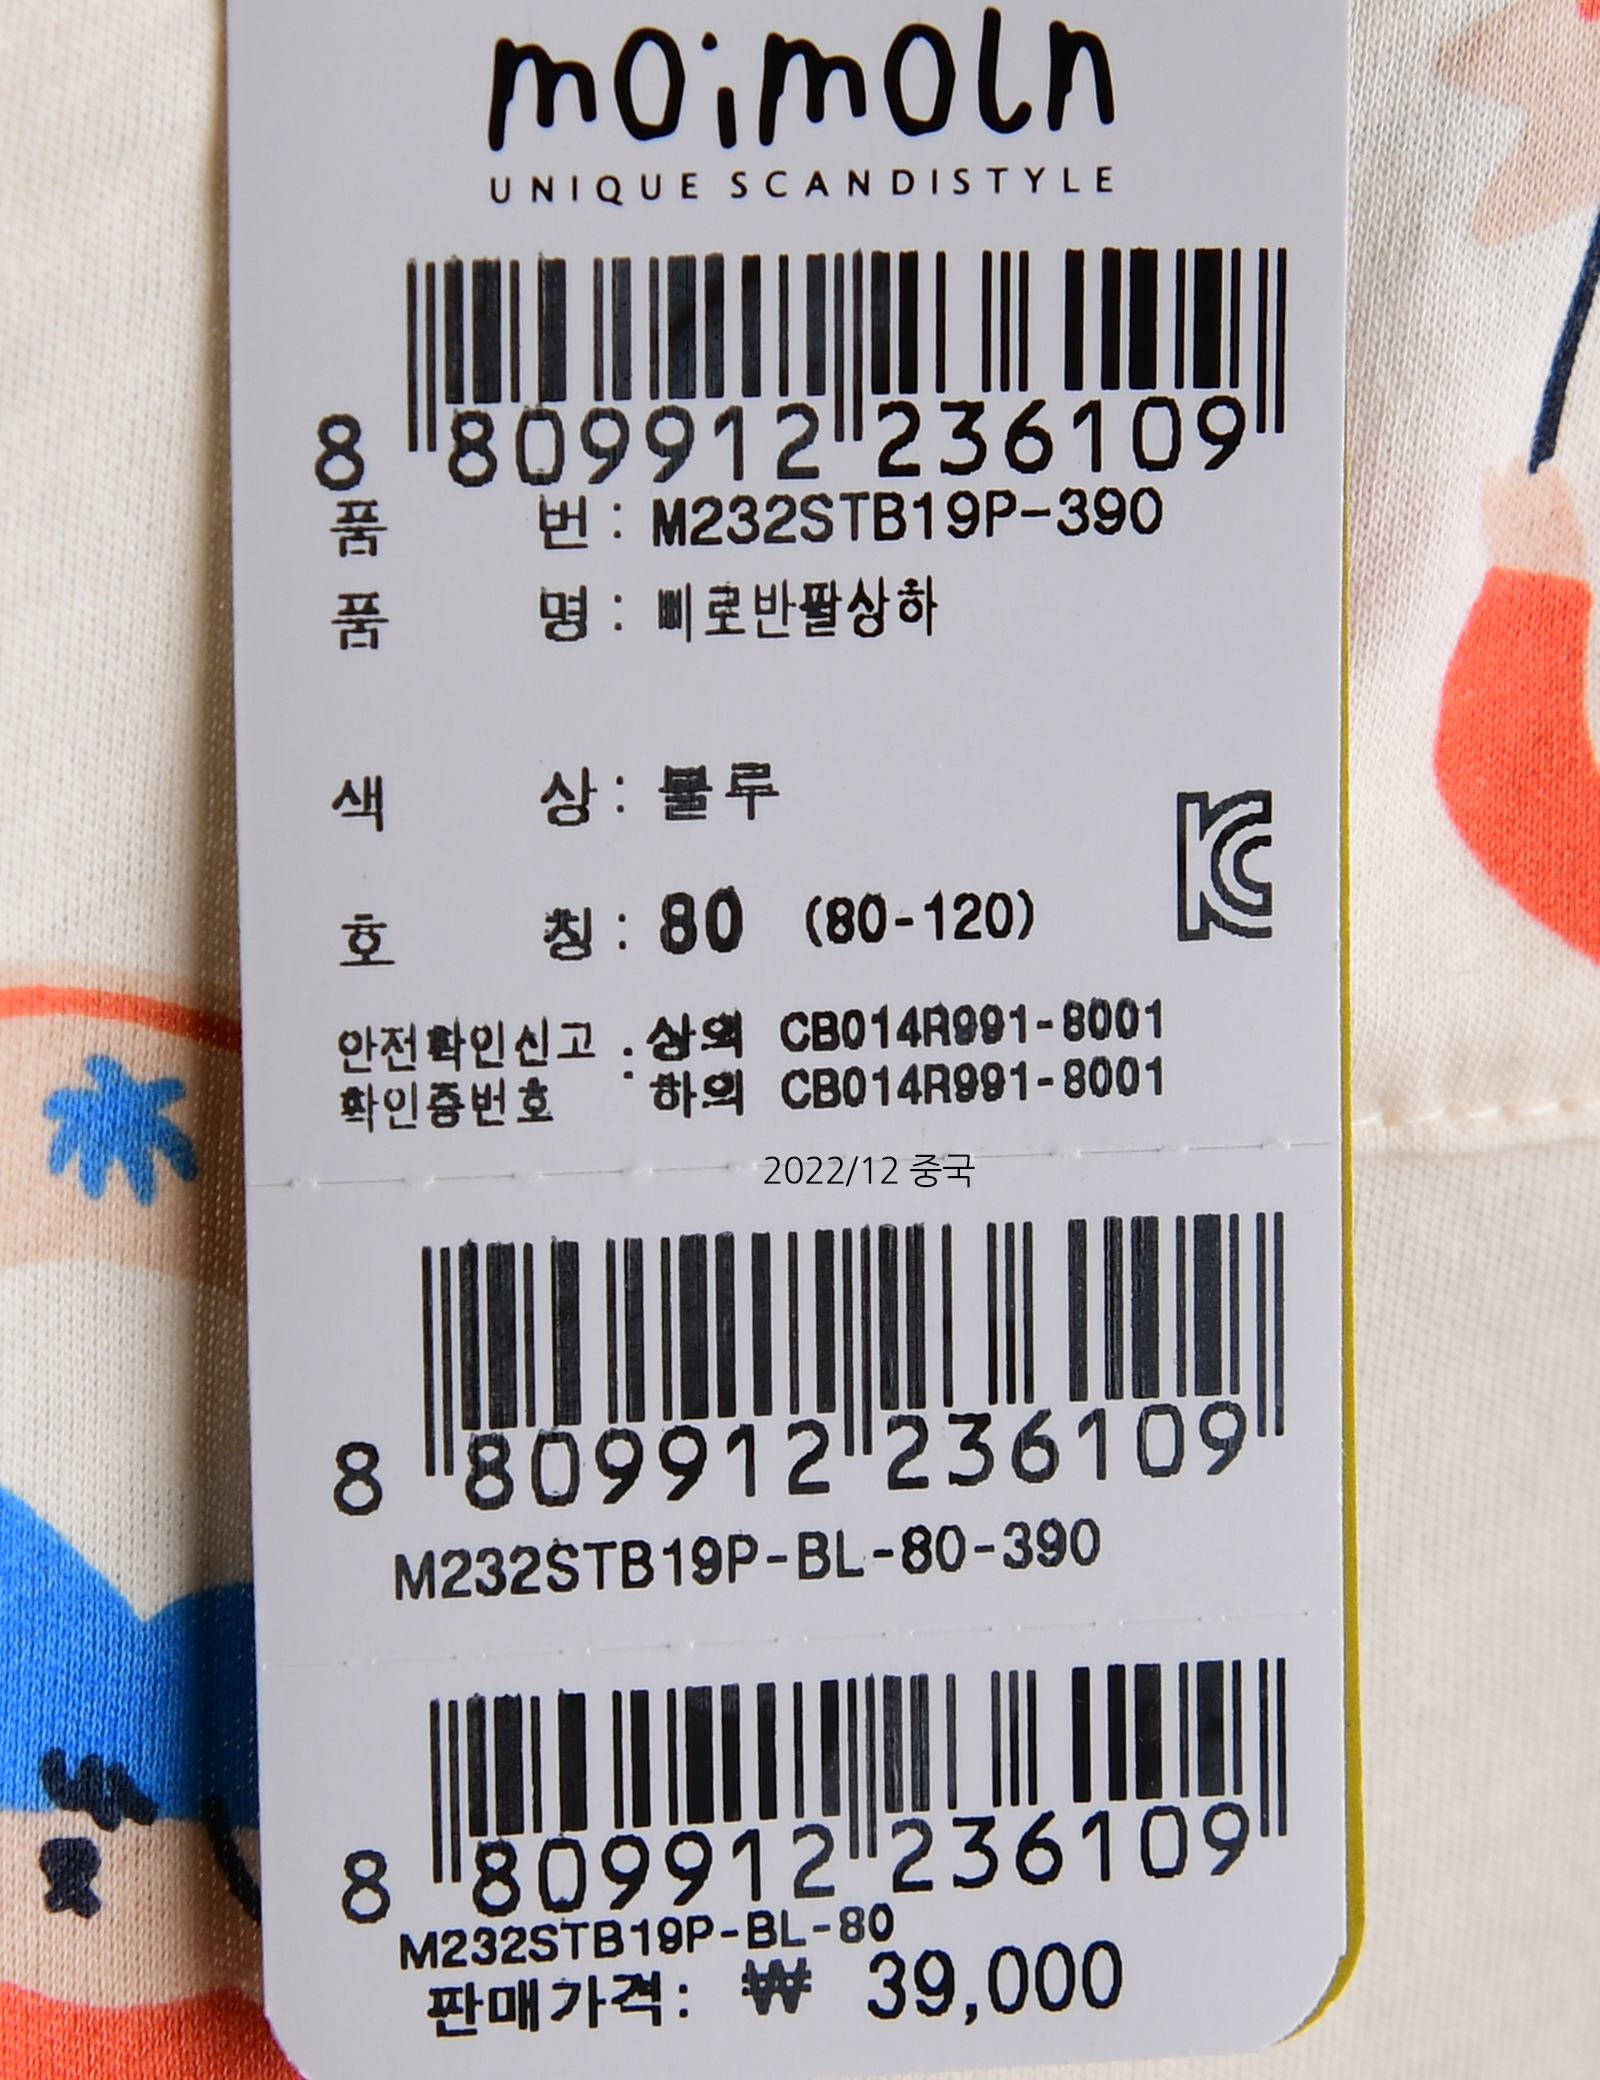 moimoln
UNIQUE SCANDISTYLE
8 809912 236109
품 번 : M232STB19P-390
품 명 : 삐로반팔상하
색 상 : 블루
호 칭 : 80 (80-120)
안전확인신고 : 상의 CB014R991-8001
확인증번호 하의 CB014R991-8001
2022/12 중국
8 809912 236109
M232STB19P-BL-80-390
8 809912 236109
M232STB19P-BL-80
판매가격: ₩ 39,000